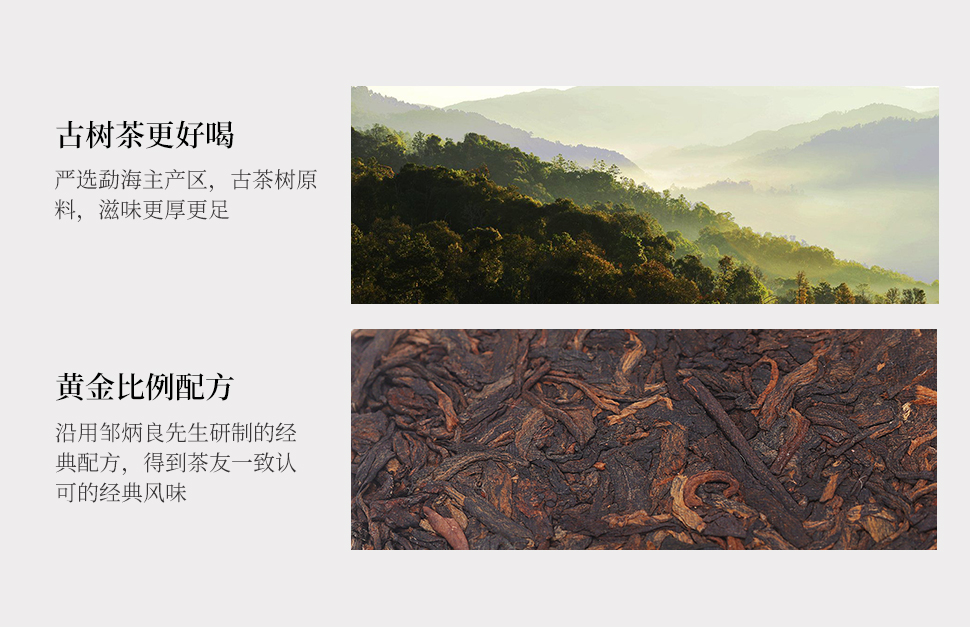 古树茶更好喝
严选勐海主产区，古茶树原
料，滋味更厚更足
黄金比例配方
沿用邹炳良先生研制的经
典配方，得到茶友一致认
可的经典风味